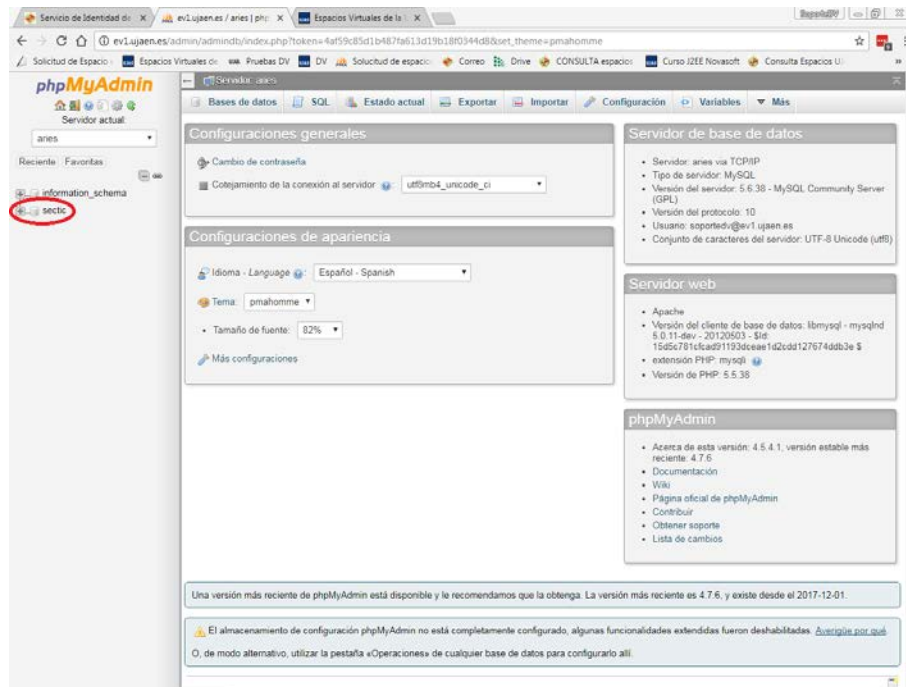 Servicio de Identidad de
ev1.ujaen.es / aries | php
Espacios Virtuales de la
ev1.ujaen.es/admin/admindb/index.php?token=4af59c85d1b487fa613d19b18f0344d8&set_theme=pmahomme
Solicitud de Espacio
Espacios Virtuales de
Pruebas DV
DV
Solucitud de espacio
Correo
Drive
CONSULTA espacios
Curso J2EE Novasoft
Consulta Espacios U
phpMyAdmin
Servidor actual:
aries
Reciente Favoritas
information_schema
sectic
Servidor: aries
Bases de datos
SQL
Estado actual
Exportar
Importar
Configuración
Variables
Más
Configuraciones generales
Cambio de contraseña
Cotejamiento de la conexión al servidor : utf8mb4_unicode_ci
Configuraciones de apariencia
Idioma - Language : Español - Spanish
Tema: pmahomme
• Tamaño de fuente: 82%
Más configuraciones
Servidor de base de datos
• Servidor: aries via TCP/IP
• Tipo de servidor: MySQL
• Versión del servidor: 5.6.38 - MySQL Community Server
(GPL)
• Versión del protocolo: 10
• Usuario: soportedv@ev1.ujaen.es
• Conjunto de caracteres del servidor: UTF-8 Unicode (utf8)
Servidor web
• Apache
• Versión del cliente de base de datos: libmysql - mysqlnd
5.0.11-dev - 20120503 - $Id:
15d5c781cfcad91193dceae1d2cdd127674ddb3e $
• extensión PHP: mysqli
• Versión de PHP: 5.5.38
phpMyAdmin
• Acerca de esta versión: 4.5.4.1, versión estable más
reciente: 4.7.6
• Documentación
• Wiki
• Página oficial de phpMyAdmin
• Contribuir
• Obtener soporte
• Lista de cambios
Una versión más reciente de phpMyAdmin está disponible y le recomendamos que la obtenga. La versión más reciente es 4.7.6, y existe desde el 2017-12-01.
El almacenamiento de configuración phpMyAdmin no está completamente configurado, algunas funcionalidades extendidas fueron deshabilitadas. Averigüe por qué.
O, de modo alternativo, utilizar la pestaña «Operaciones» de cualquier base de datos para configurarlo allí.